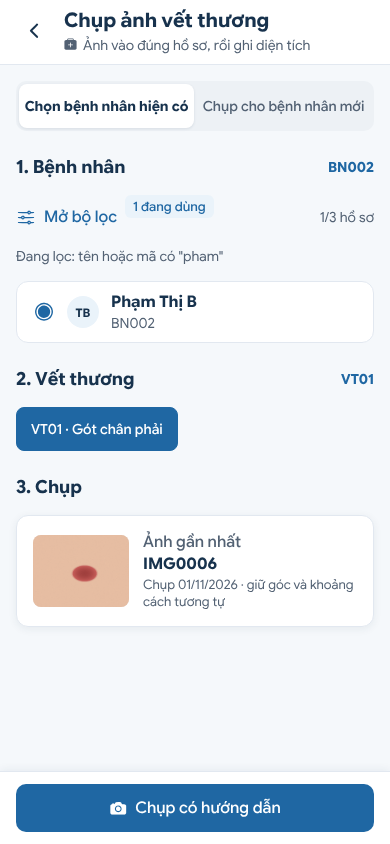 Chụp ảnh vết thương
Ảnh vào đúng hồ sơ, rồi ghi diện tích
Chọn bệnh nhân hiện có
Chụp cho bệnh nhân mới
1. Bệnh nhân
BN002
Mở bộ lọc
1 đang dùng
1/3 hồ sơ
Đang lọc: tên hoặc mã có "pham"
TB
Phạm Thị B
BN002
2. Vết thương
VT01
VT01 · Gót chân phải
3. Chụp
Ảnh gần nhất
IMG0006
Chụp 01/11/2026 · giữ góc và khoảng
cách tương tự
Chụp có hướng dẫn